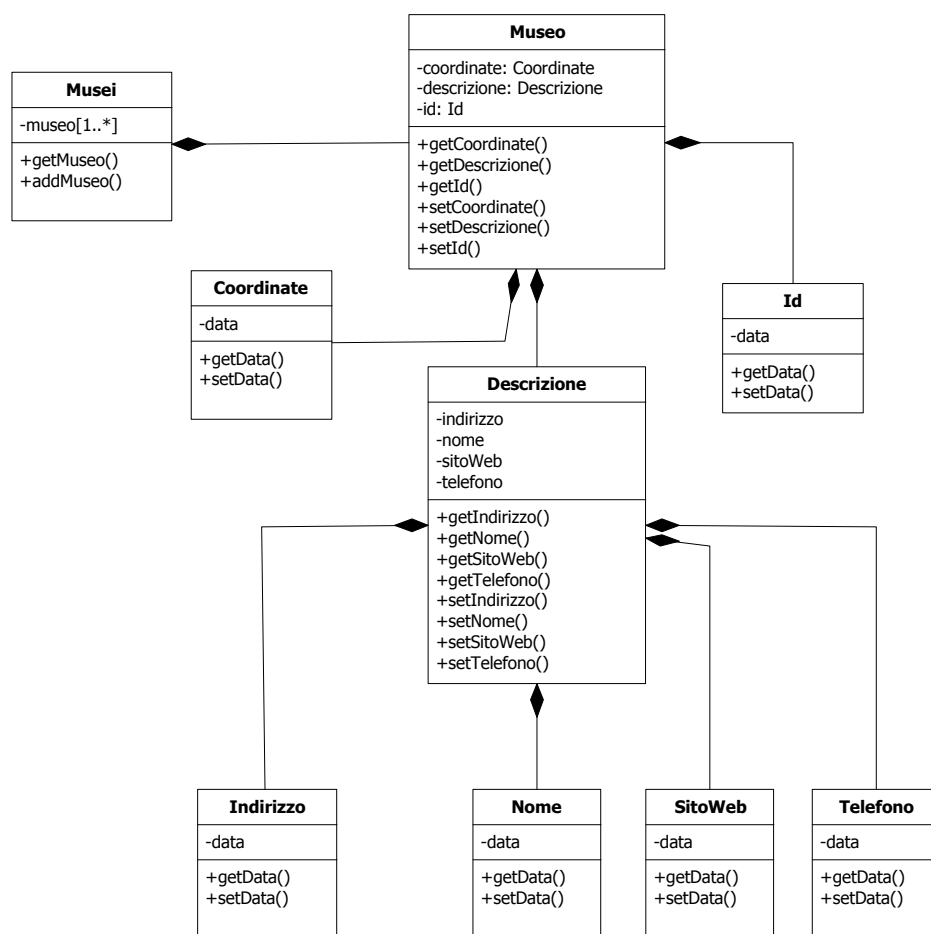 Museo
-coordinate: Coordinate
-descrizione: Descrizione
-id: Id
+getCoordinate()
+getDescrizione()
+getId()
+setCoordinate()
+setDescrizione()
+setId()
Musei
-museo[1..*]
+getMuseo()
+addMuseo()
Coordinate
-data
+getData()
+setData()
Id
-data
+getData()
+setData()
Descrizione
-indirizzo
-nome
-sitoWeb
-telefono
+getIndirizzo()
+getNome()
+getSitoWeb()
+getTelefono()
+setIndirizzo()
+setNome()
+setSitoWeb()
+setTelefono()
Indirizzo
-data
+getData()
+setData()
Nome
-data
+getData()
+setData()
SitoWeb
-data
+getData()
+setData()
Telefono
-data
+getData()
+setData()